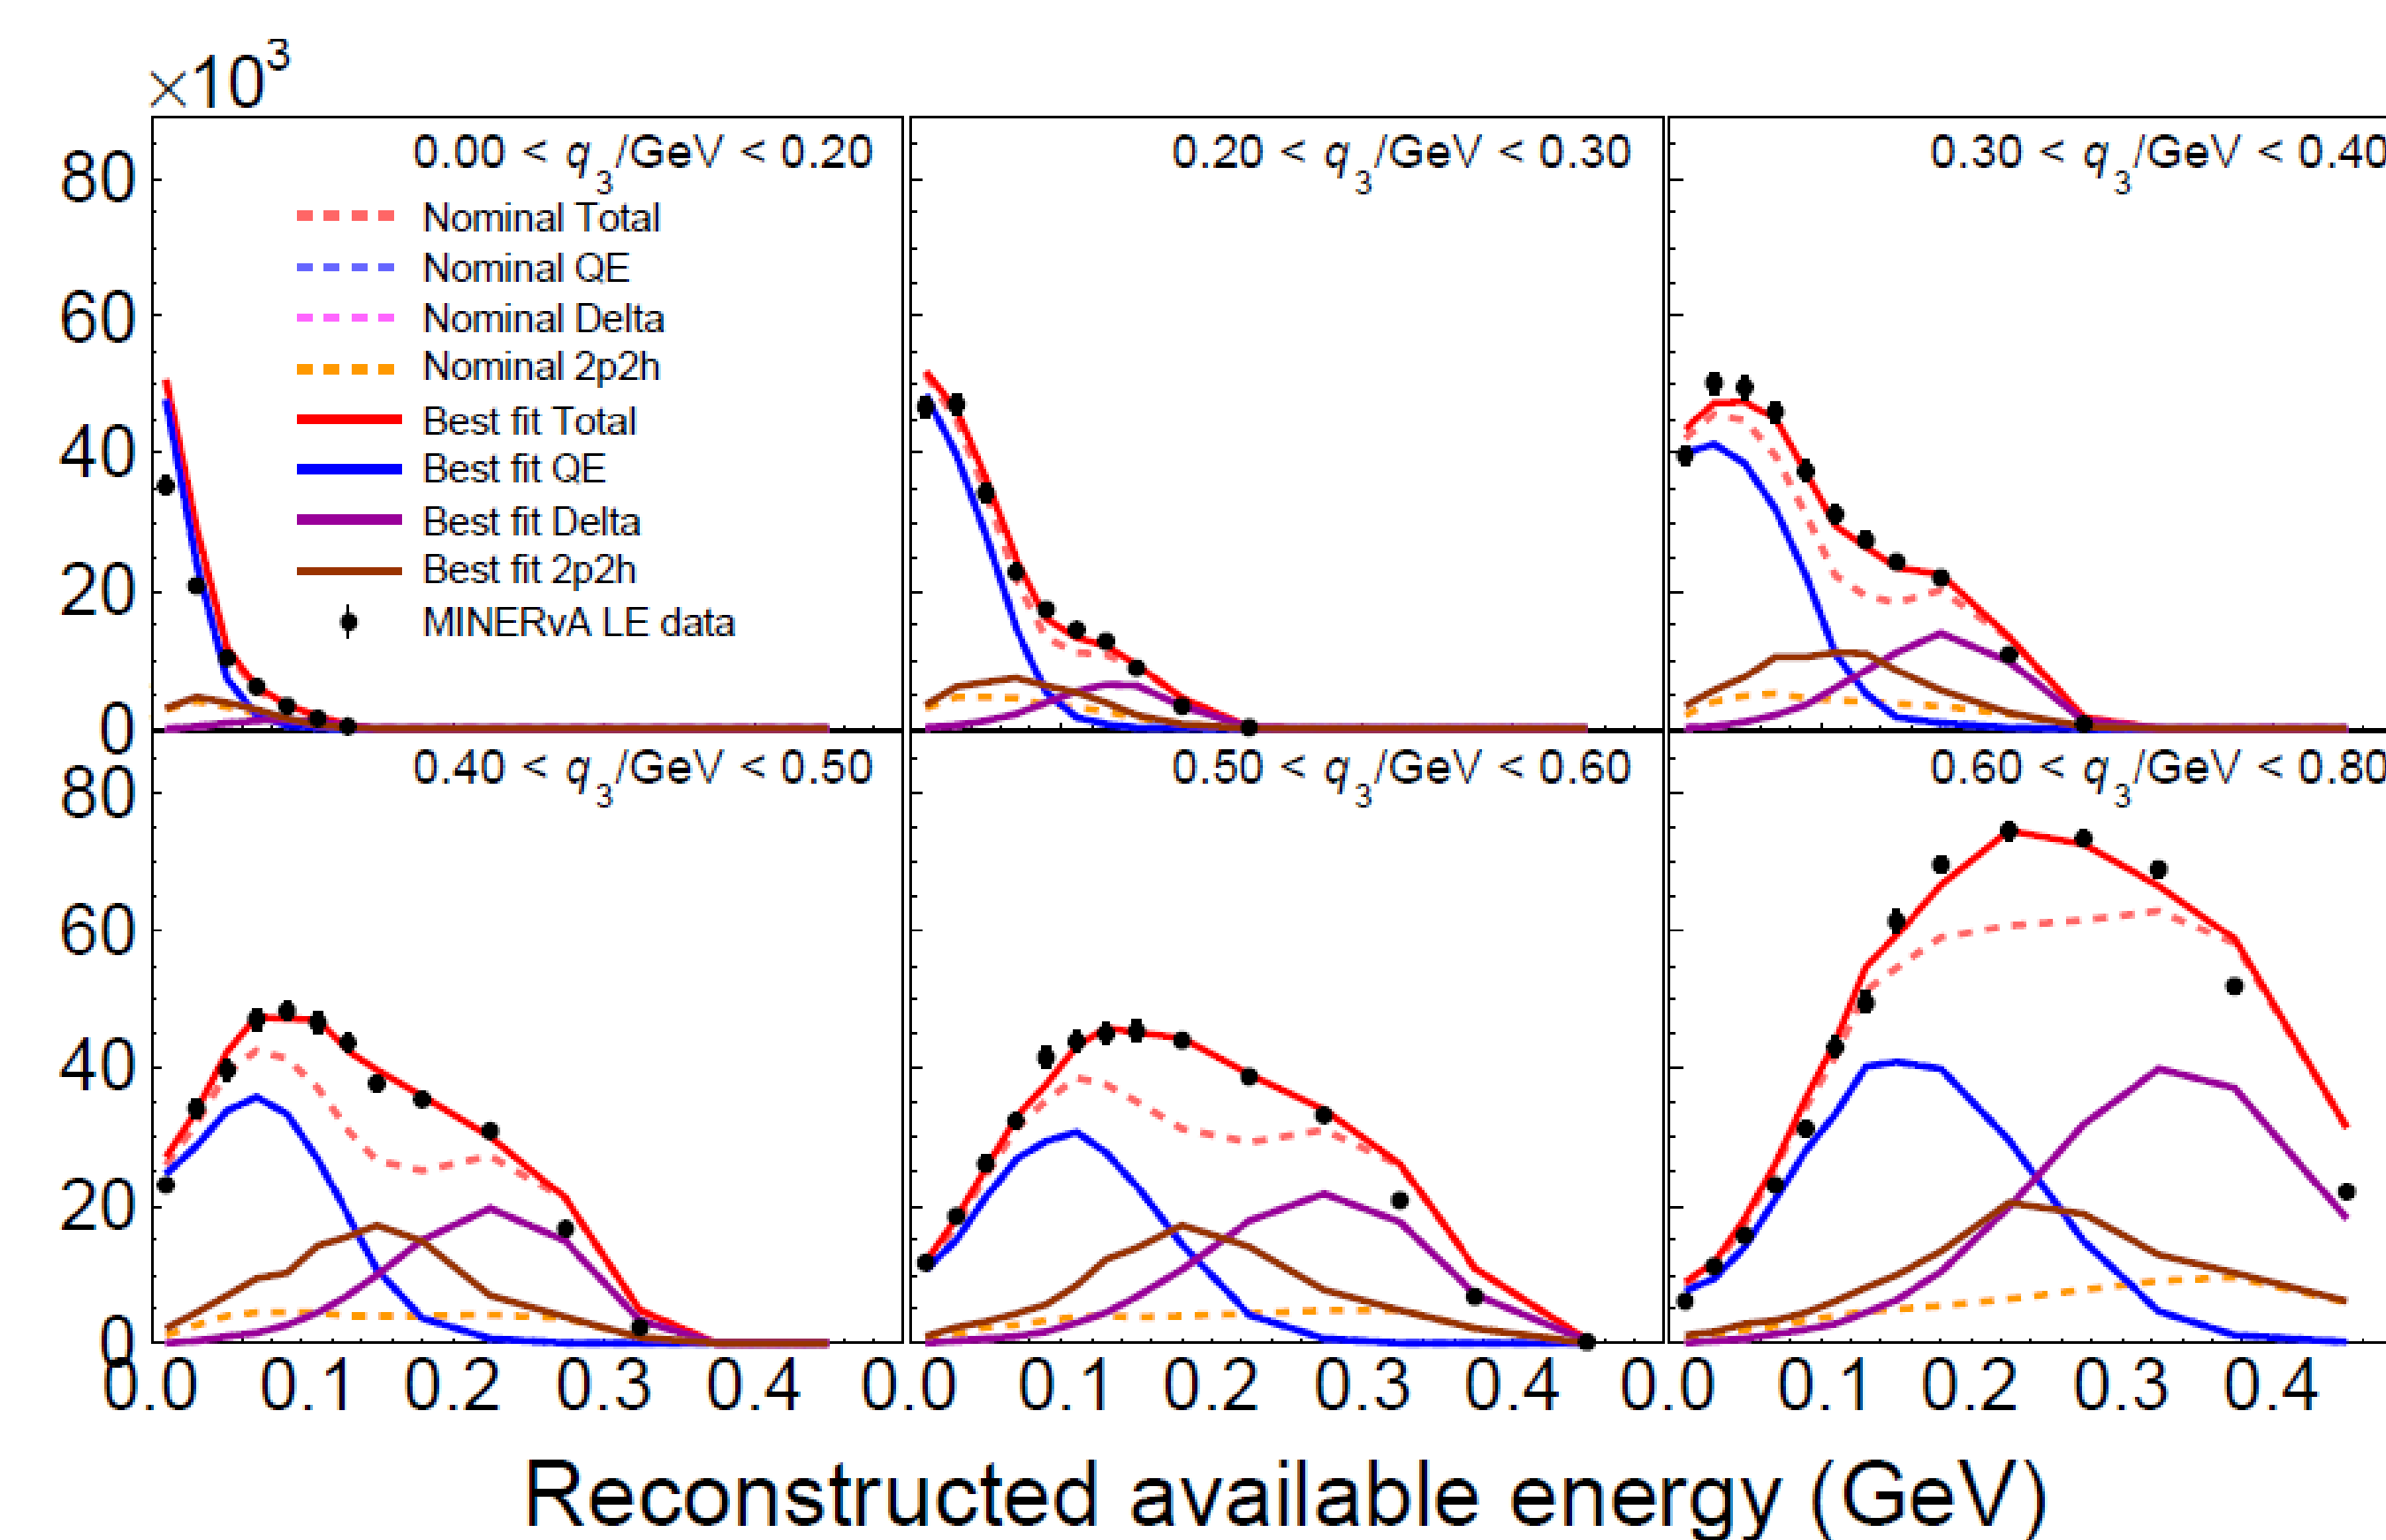 ×10³
0.00 < q₃/GeV < 0.20
0.20 < q₃/GeV < 0.30
0.30 < q₃/GeV < 0.40
80
60
40
20
0
Nominal Total
Nominal QE
Nominal Delta
Nominal 2p2h
Best fit Total
Best fit QE
Best fit Delta
Best fit 2p2h
MINERvA LE data
0.40 < q₃/GeV < 0.50
0.50 < q₃/GeV < 0.60
0.60 < q₃/GeV < 0.80
80
60
40
20
0
0.0 0.1 0.2 0.3 0.4 0.0 0.1 0.2 0.3 0.4 0.0 0.1 0.2 0.3 0.4
Reconstructed available energy (GeV)